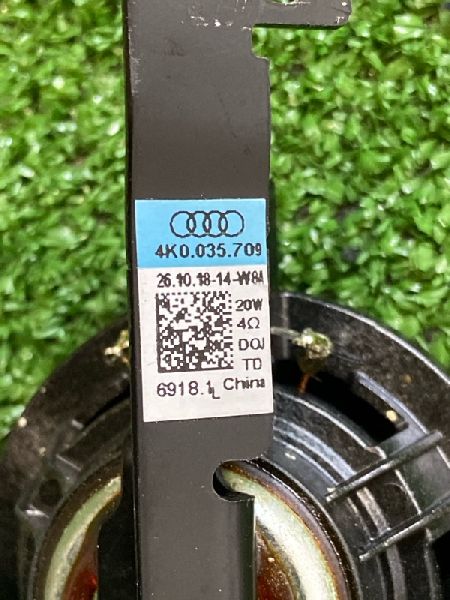 4K0.035.709
26.10.18-14-W8A
20W
4Ω
DOJ
TD
6918.1L China